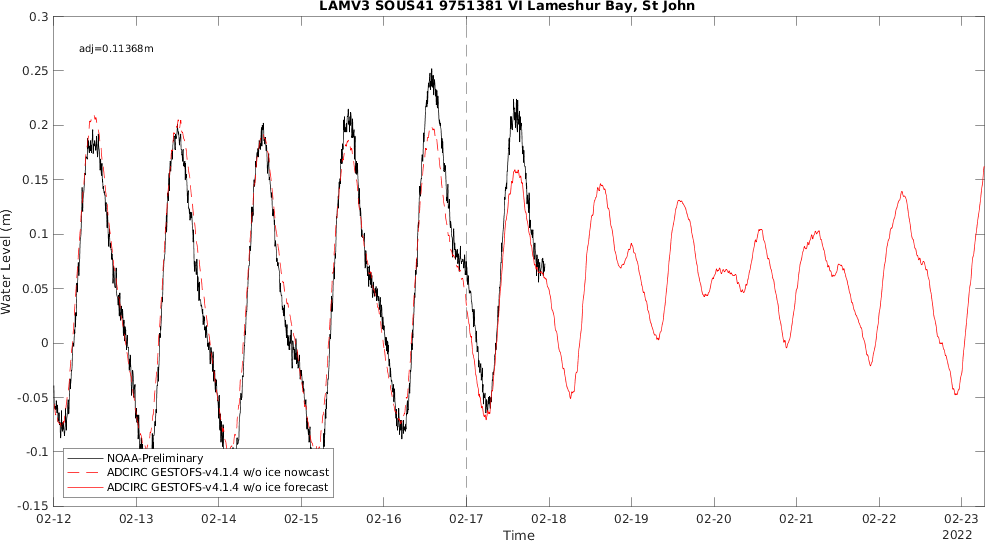 LAMV3 SOUS41 9751381 VI Lameshur Bay, St John
adj=0.11368m
0.3
0.25
0.2
0.15
0.1
0.05
0
-0.05
-0.1
-0.15
Water Level (m)
NOAA-Preliminary
ADCIRC GESTOFS-v4.1.4 w/o ice nowcast
ADCIRC GESTOFS-v4.1.4 w/o ice forecast
02-12 02-13 02-14 02-15 02-16 02-17 02-18 02-19 02-20 02-21 02-22 02-23
Time
2022